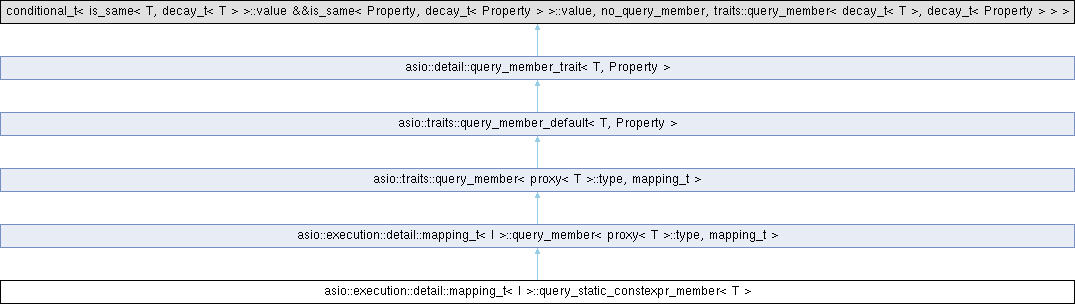 conditional_t< is_same< T, decay_t< T > >::value &&is_same< Property, decay_t< Property > >::value, no_query_member, traits::query_member< decay_t< T >, decay_t< Property > > >
asio::detail::query_member_trait< T, Property >
asio::traits::query_member_default< T, Property >
asio::traits::query_member< proxy< T >::type, mapping_t >
asio::execution::detail::mapping_t< I >::query_member< proxy< T >::type, mapping_t >
asio::execution::detail::mapping_t< I >::query_static_constexpr_member< T >